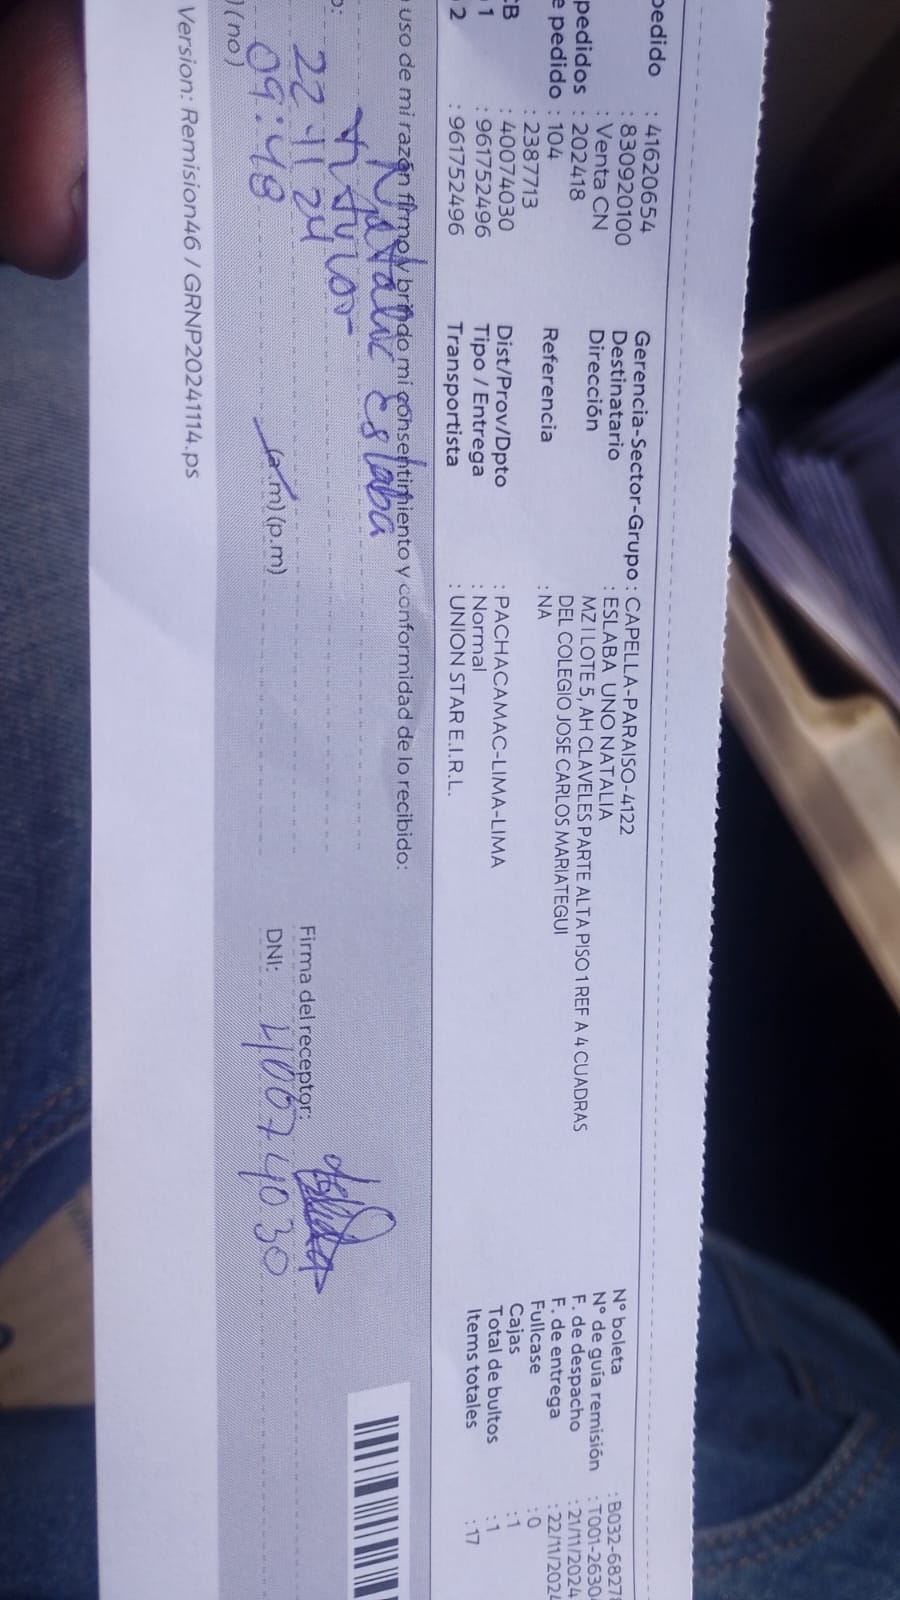 pedido : 41620654
: 830920100
: Venta CN
pedidos : 202418
e pedido : 104
: 2387713
CB : 40074030
1 : 961752496
2 : 961752496
Gerencia-Sector-Grupo : CAPELLA-PARAISO-4122
Destinatario : ESLABA UNO NATALIA
Dirección MZ I LOTE 5, AH CLAVELES PARTE ALTA PISO 1 REF A 4 CUADRAS
DEL COLEGIO JOSE CARLOS MARIATEGUI
Referencia : NA
Dist/Prov/Dpto : PACHACAMAC-LIMA-LIMA
Tipo / Entrega : Normal
Transportista : UNION STAR E.I.R.L.
N° boleta : B032-6827
N° de guía remisión : T001-2630
F. de despacho : 21/11/2024
F. de entrega : 22/11/2024
Fullcase : 0
Cajas : 1
Total de bultos : 1
Items totales : 17
uso de mi razón firmo y brindo mi consentimiento y conformidad de lo recibido:
Natalie Eslaba
o:
22 11 24
09:48 (a.m) (p.m)
) (no)
Firma del receptor:
DNI: 40074030
Version: Remision46 / GRNP20241114.ps